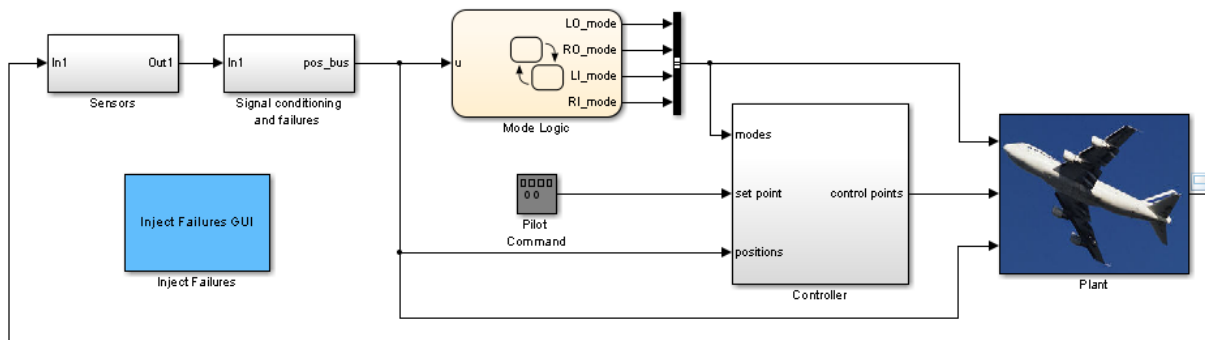 LO_mode
RO_mode
LI_mode
RI_mode
u
Mode Logic
In1
Out1
Sensors
In1
pos_bus
Signal conditioning
and failures
modes
set point
positions
control points
Controller
Pilot
Command
Inject Failures GUI
Inject Failures
Plant